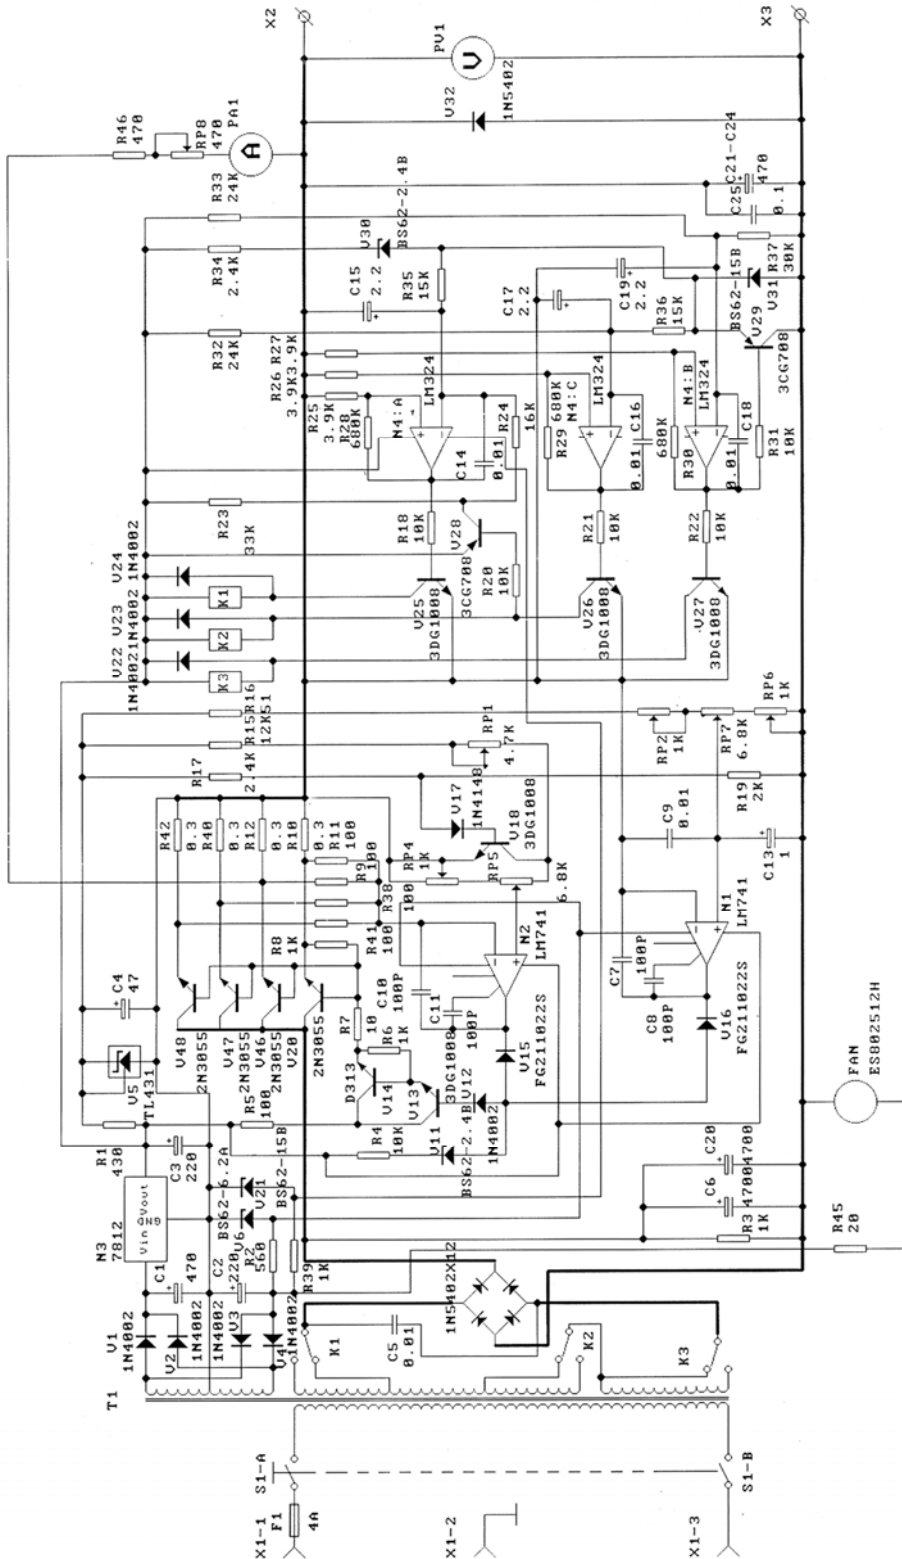 X1-1
F1
4A
X1-2
X1-3
S1-A
S1-B
T1
V1
1N4002
V2
1N4002
V3
1N4002
V4
1N4002
C1
470
C2
220
N3
7812
Vin
GND
Vout
R1
430
C3
220
BS62-6.2A
V6
V21
BS62-15B
R2
560
R39
1K
K1
C5
0.01
K2
K3
1N5402X12
R3
1K
C6
4700
C20
4700
R45
20
FAN
ES802512H
V5
TL431
C4
47
R5
100
V48
2N3055
V47
2N3055
V46
2N3055
V20
2N3055
R4
10K
V11
BS62-2.4B
V12
1N4002
V13
3DG1008
V14
D313
R6
1K
R7
10
R8
1K
R41
100
R38
100
R9
100
R11
100
R42
0.3
R40
0.3
R12
0.3
R10
0.3
C10
100P
C11
100P
V15
FG211022S
N2
LM741
RP4
1K
RP5
6.8K
V18
3DG1008
V17
1N4148
RP1
4.7K
R17
2.4K
R15
12K
R16
51
C7
100P
C8
100P
V16
FG211022S
N1
LM741
C9
0.01
C13
1
R19
2K
RP2
1K
RP7
6.8K
RP6
1K
V22
1N4002
V23
1N4002
V24
1N4002
K3
K2
K1
R23
33K
V25
3DG1008
V26
3DG1008
V27
3DG1008
R18
10K
V28
3CG708
R20
10K
R21
10K
R22
10K
C14
0.01
R24
16K
N4:A
LM324
R25
3.9K
R26
3.9K
R27
3.9K
R28
680K
R29
680K
N4:C
LM324
C16
0.01
R30
680K
N4:B
LM324
C18
0.01
R31
10K
V29
3CG708
R32
24K
R34
2.4K
R33
24K
C15
2.2
R35
15K
V30
BS62-2.4B
C17
2.2
C19
2.2
R36
15K
BS62-15B
V31
R37
30K
C25
0.1
C21-C24
470
V32
1N5402
R46
470
RP8
470
PA1
A
PV1
V
X2
X3